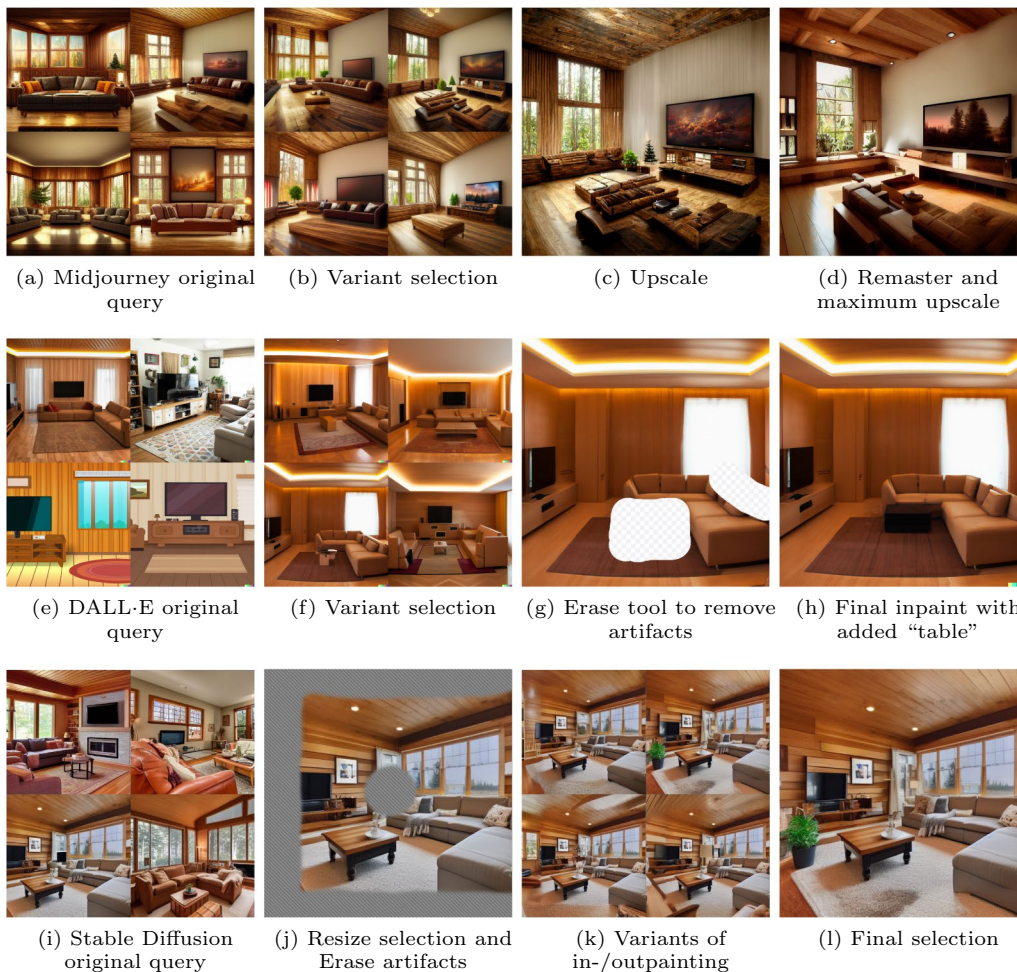 (a) Midjourney original
query
(b) Variant selection
(c) Upscale
(d) Remaster and
maximum upscale
(e) DALL·E original
query
(f) Variant selection
(g) Erase tool to remove
artifacts
(h) Final inpaint with
added “table”
(i) Stable Diffusion
original query
(j) Resize selection and
Erase artifacts
(k) Variants of
in-/outpainting
(l) Final selection